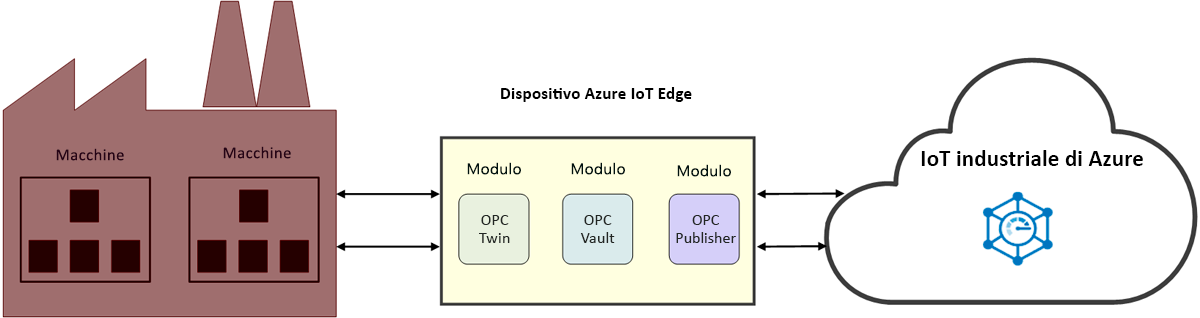 Dispositivo Azure IoT Edge
Macchine
Macchine
Modulo
Modulo
Modulo
OPC
Twin
OPC
Vault
OPC
Publisher
IoT industriale di Azure